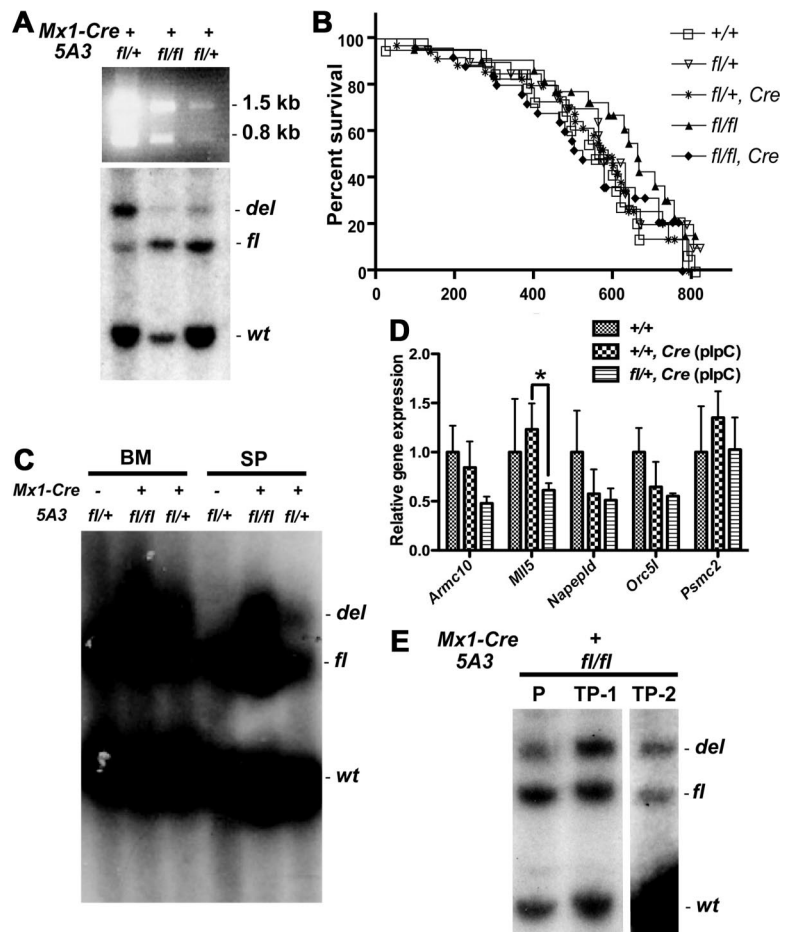 A
Mx1-Cre + + +
5A3 fl/+ fl/fl fl/+
- 1.5 kb
- 0.8 kb
- del
- fl
- wt
B
Percent survival
100
80
60
40
20
0
0 200 400 600 800
+/+
fl/+
fl/+, Cre
fl/fl
fl/fl, Cre
C
BM SP
Mx1-Cre - + + - + +
5A3 fl/+ fl/fl fl/+ fl/+ fl/fl fl/+
- del
- fl
- wt
D
+/+
+/+, Cre (pIpC)
fl/+, Cre (pIpC)
Relative gene expression
2.0
1.5
1.0
0.5
0.0
*
Armc10 Mll5 Napepld Orc5l Psmc2
E
Mx1-Cre +
5A3 fl/fl
P TP-1 TP-2
- del
- fl
- wt